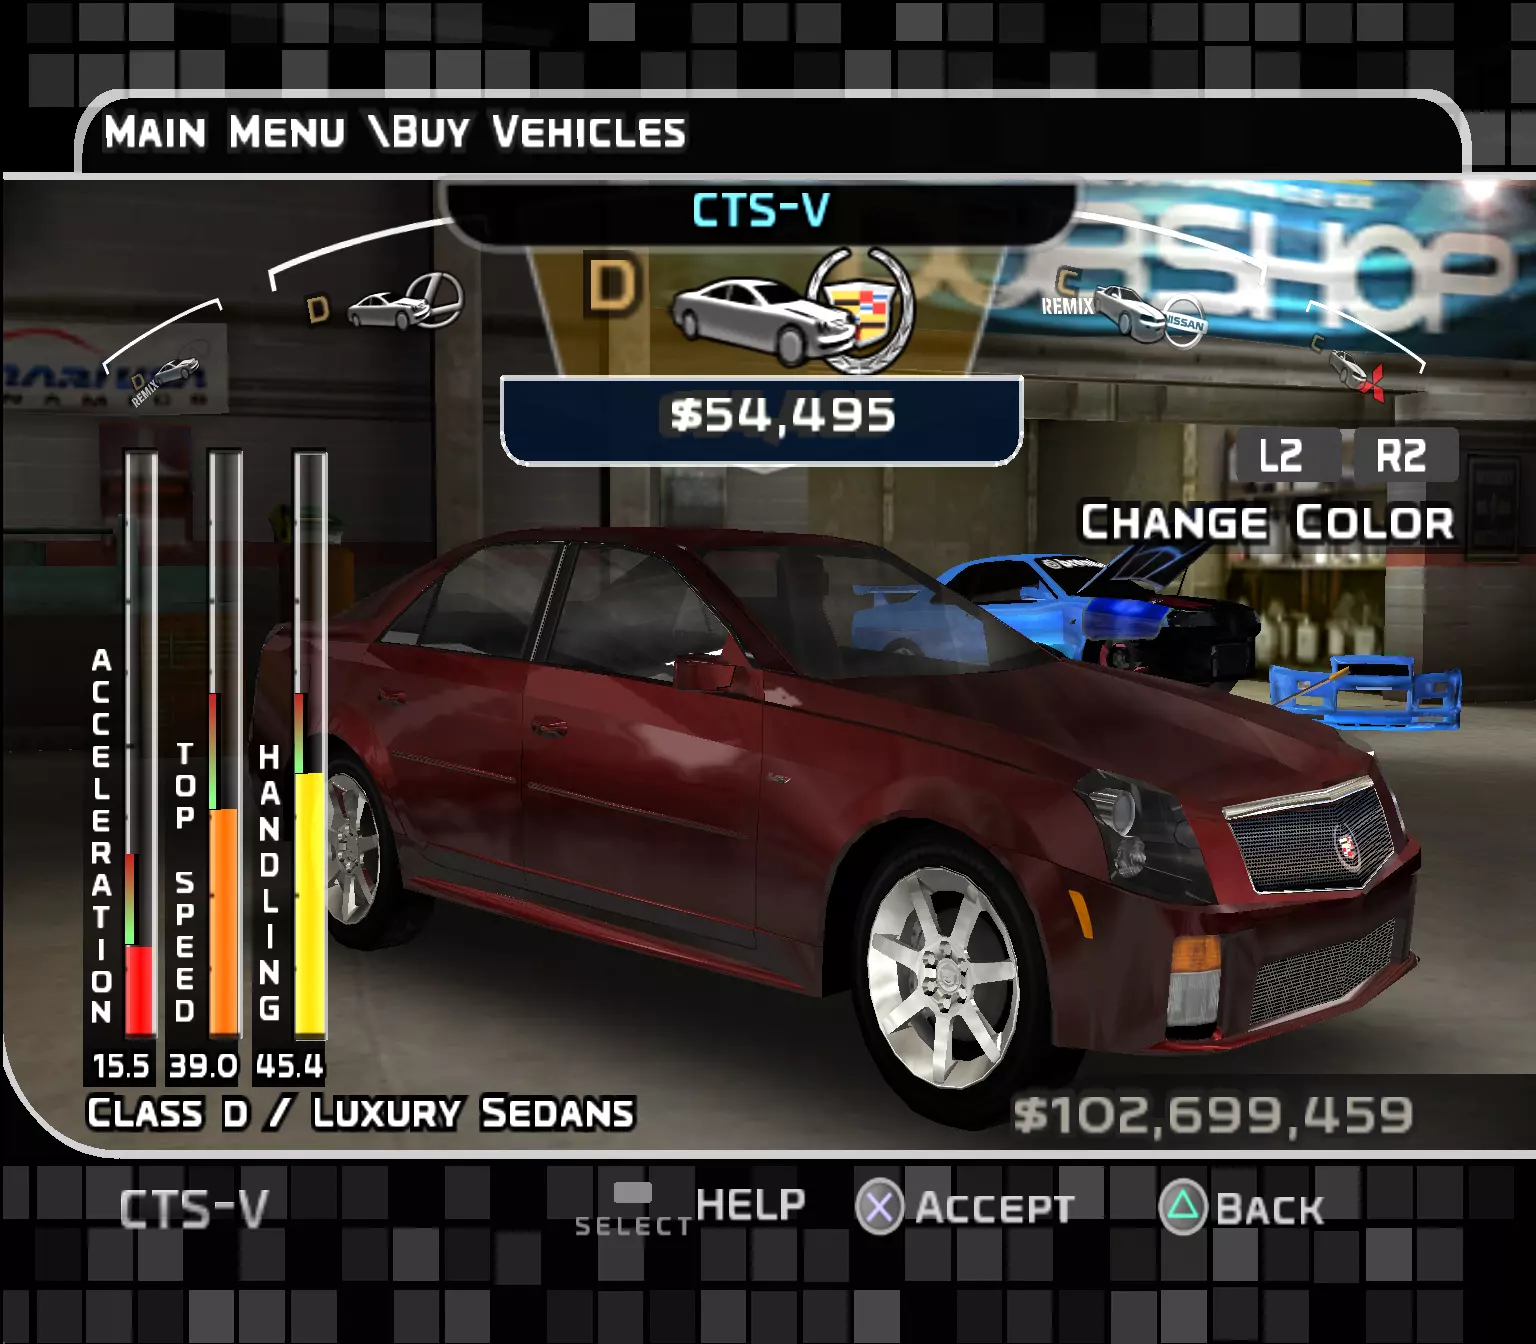 MAIN MENU \BUY VEHICLES
CTS-V
D
D
D
REMIX
C
REMIX
NISSAN
C
$54,495
L2 R2
CHANGE COLOR
ACCELERATION
TOP SPEED
HANDLING
15.5 39.0 45.4
CLASS D / LUXURY SEDANS
$102,699,459
CTS-V
SELECT HELP
ACCEPT
BACK